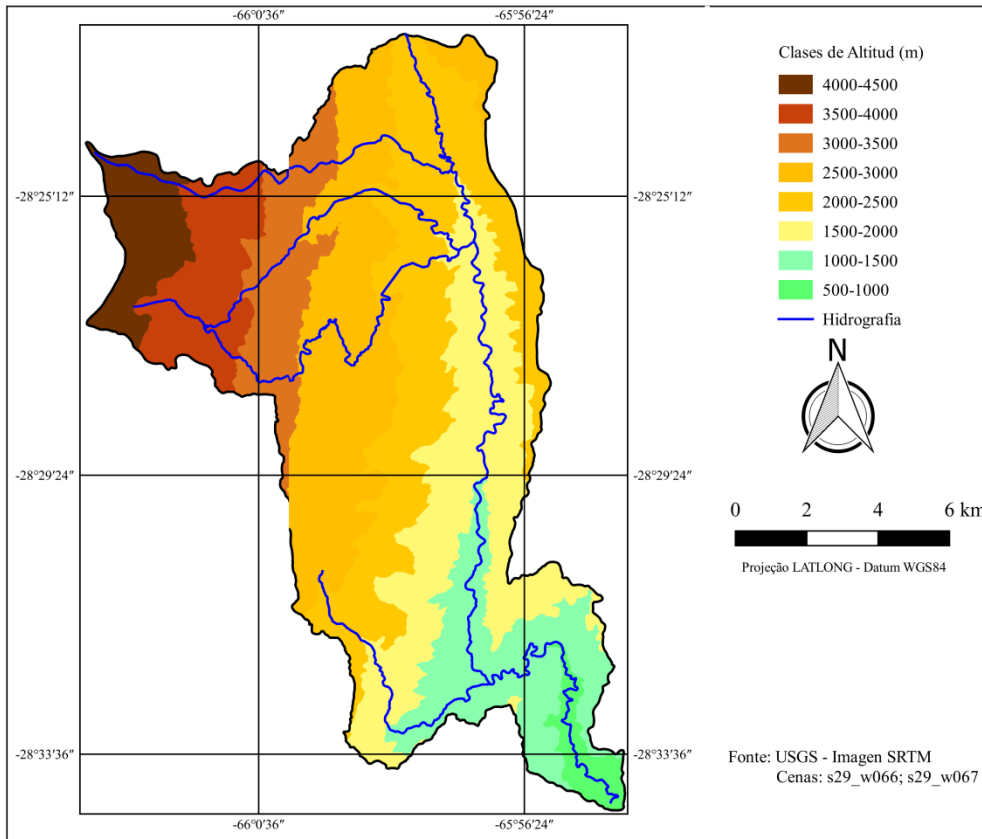 -66°0'36" -65°56'24"
-28°25'12" -28°25'12"
-28°29'24" -28°29'24"
-28°33'36" -28°33'36"
-66°0'36" -65°56'24"
Clases de Altitud (m)
4000-4500
3500-4000
3000-3500
2500-3000
2000-2500
1500-2000
1000-1500
500-1000
Hidrografia
N
0 2 4 6 km
Projeção LATLONG - Datum WGS84
Fonte: USGS - Imagen SRTM
Cenas: s29_w066; s29_w067